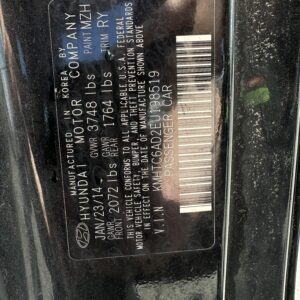 MANUFACTURED IN KOREA BY
HYUNDAI MOTOR COMPANY
JAN/23/14 GVWR 3748 lbs PAINT MZH
GAWR FRONT 2072 lbs GAWR REAR 1764 lbs TRIM RY
THIS VEHICLE CONFORMS TO ALL APPLICABLE U.S.A. FEDERAL
MOTOR VEHICLE SAFETY, BUMPER, AND THEFT PREVENTION STANDARDS
IN EFFECT ON THE DATE OF MANUFACTURE SHOWN ABOVE
V.I.N PASSENGER CAR